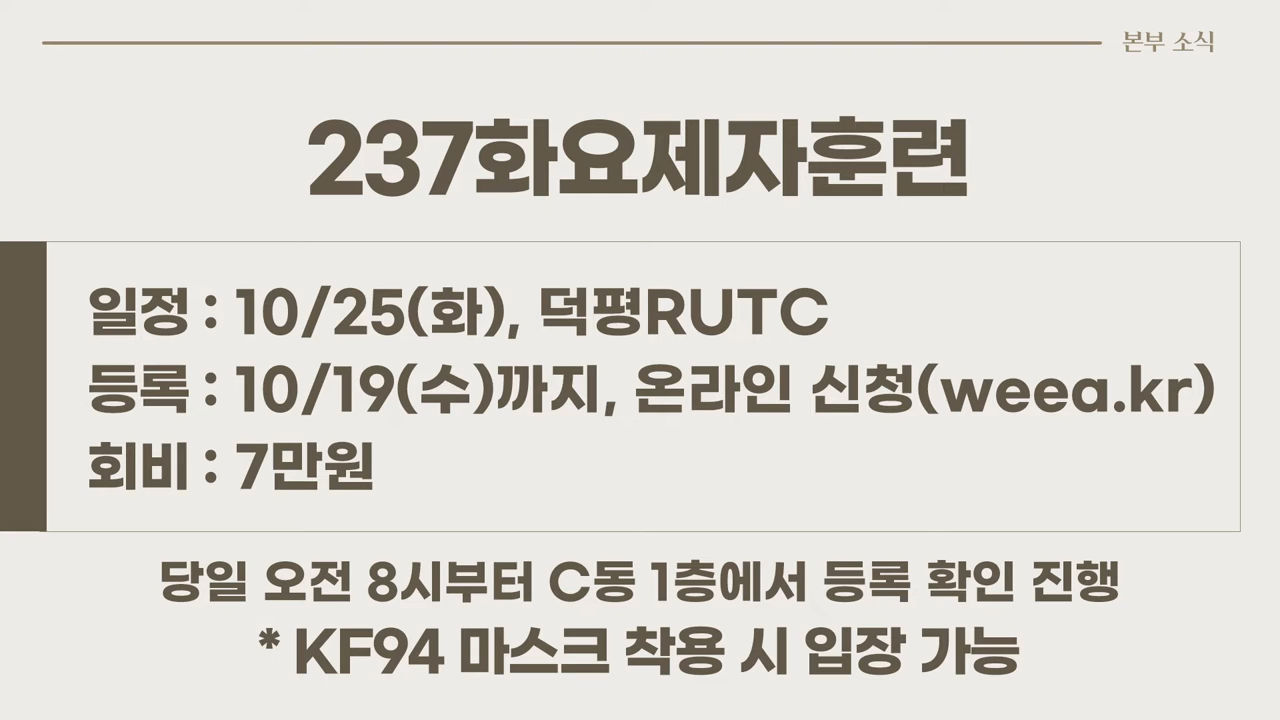 본부 소식
237화요제자훈련
일정 : 10/25(화), 덕평RUTC
등록 : 10/19(수)까지, 온라인 신청(weea.kr)
회비 : 7만원
당일 오전 8시부터 C동 1층에서 등록 확인 진행
* KF94 마스크 착용 시 입장 가능